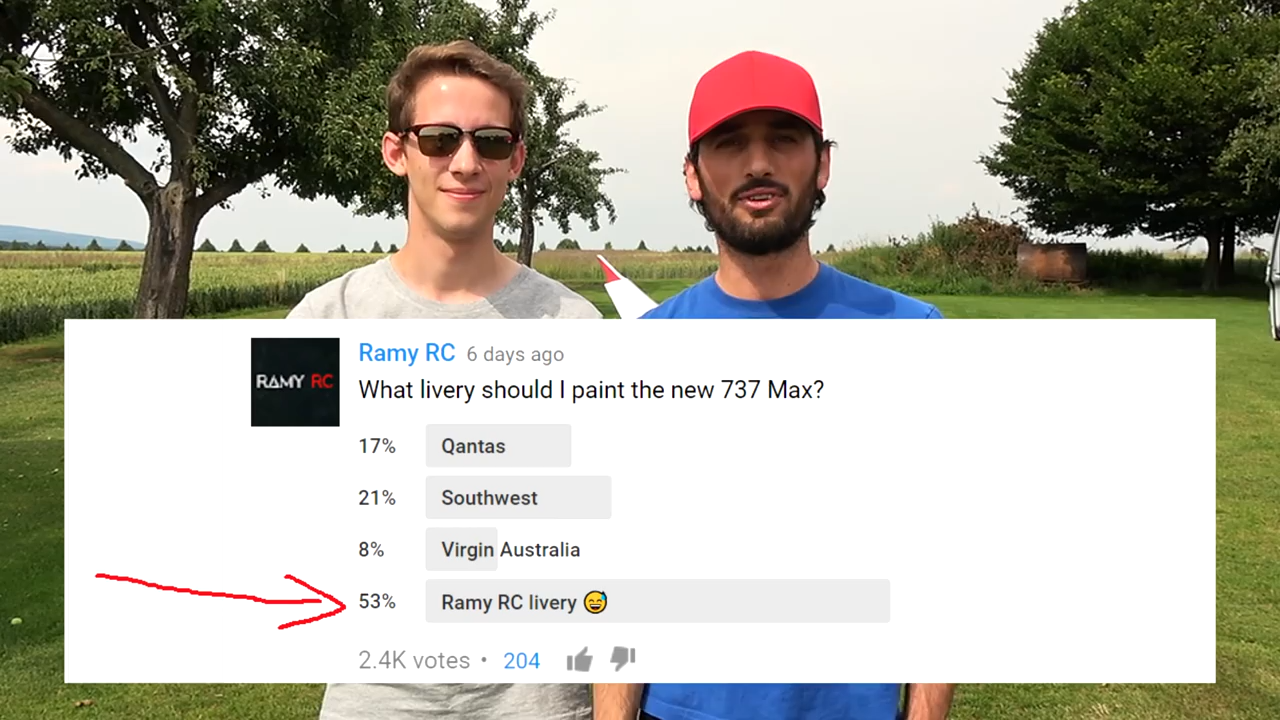 RAMY RC
Ramy RC 6 days ago
What livery should I paint the new 737 Max?
17% Qantas
21% Southwest
8% Virgin Australia
53% Ramy RC livery 😅
2.4K votes • 204